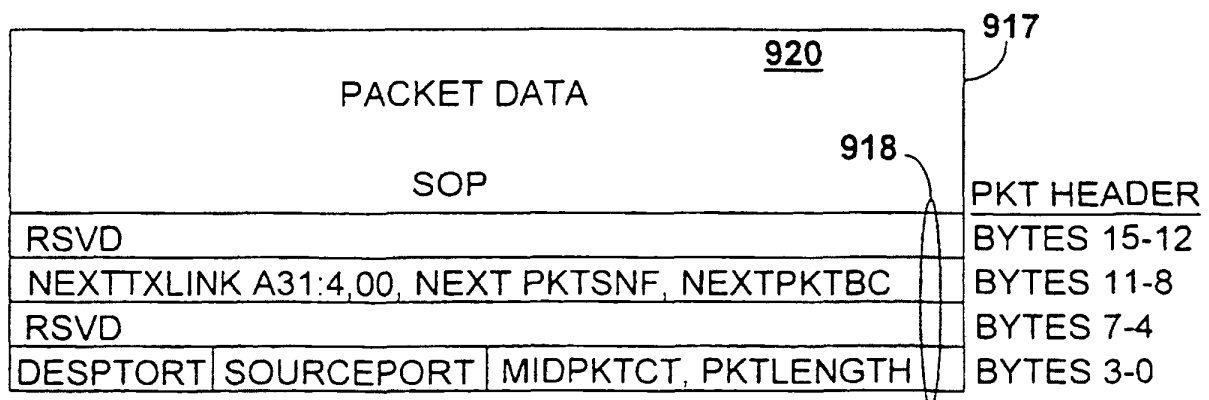 917
920
PACKET DATA
918
SOP
PKT HEADER
RSVD
BYTES 15-12
NEXTTXLINK A31:4,00, NEXT PKTSNF, NEXTPKTBC
BYTES 11-8
RSVD
BYTES 7-4
DESPTORT SOURCEPORT MIDPKTCT, PKTLENGTH
BYTES 3-0